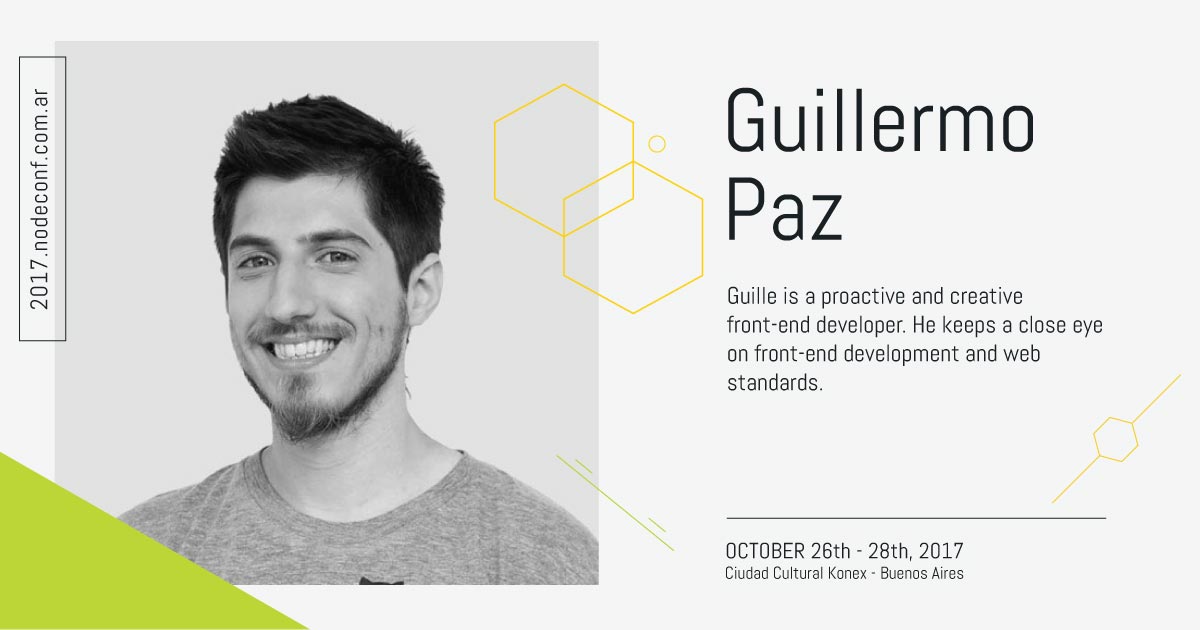 2017.nodeconf.com.ar
Guillermo
Paz
Guille is a proactive and creative
front-end developer. He keeps a close eye
on front-end development and web
standards.
OCTOBER 26th - 28th, 2017
Ciudad Cultural Konex - Buenos Aires